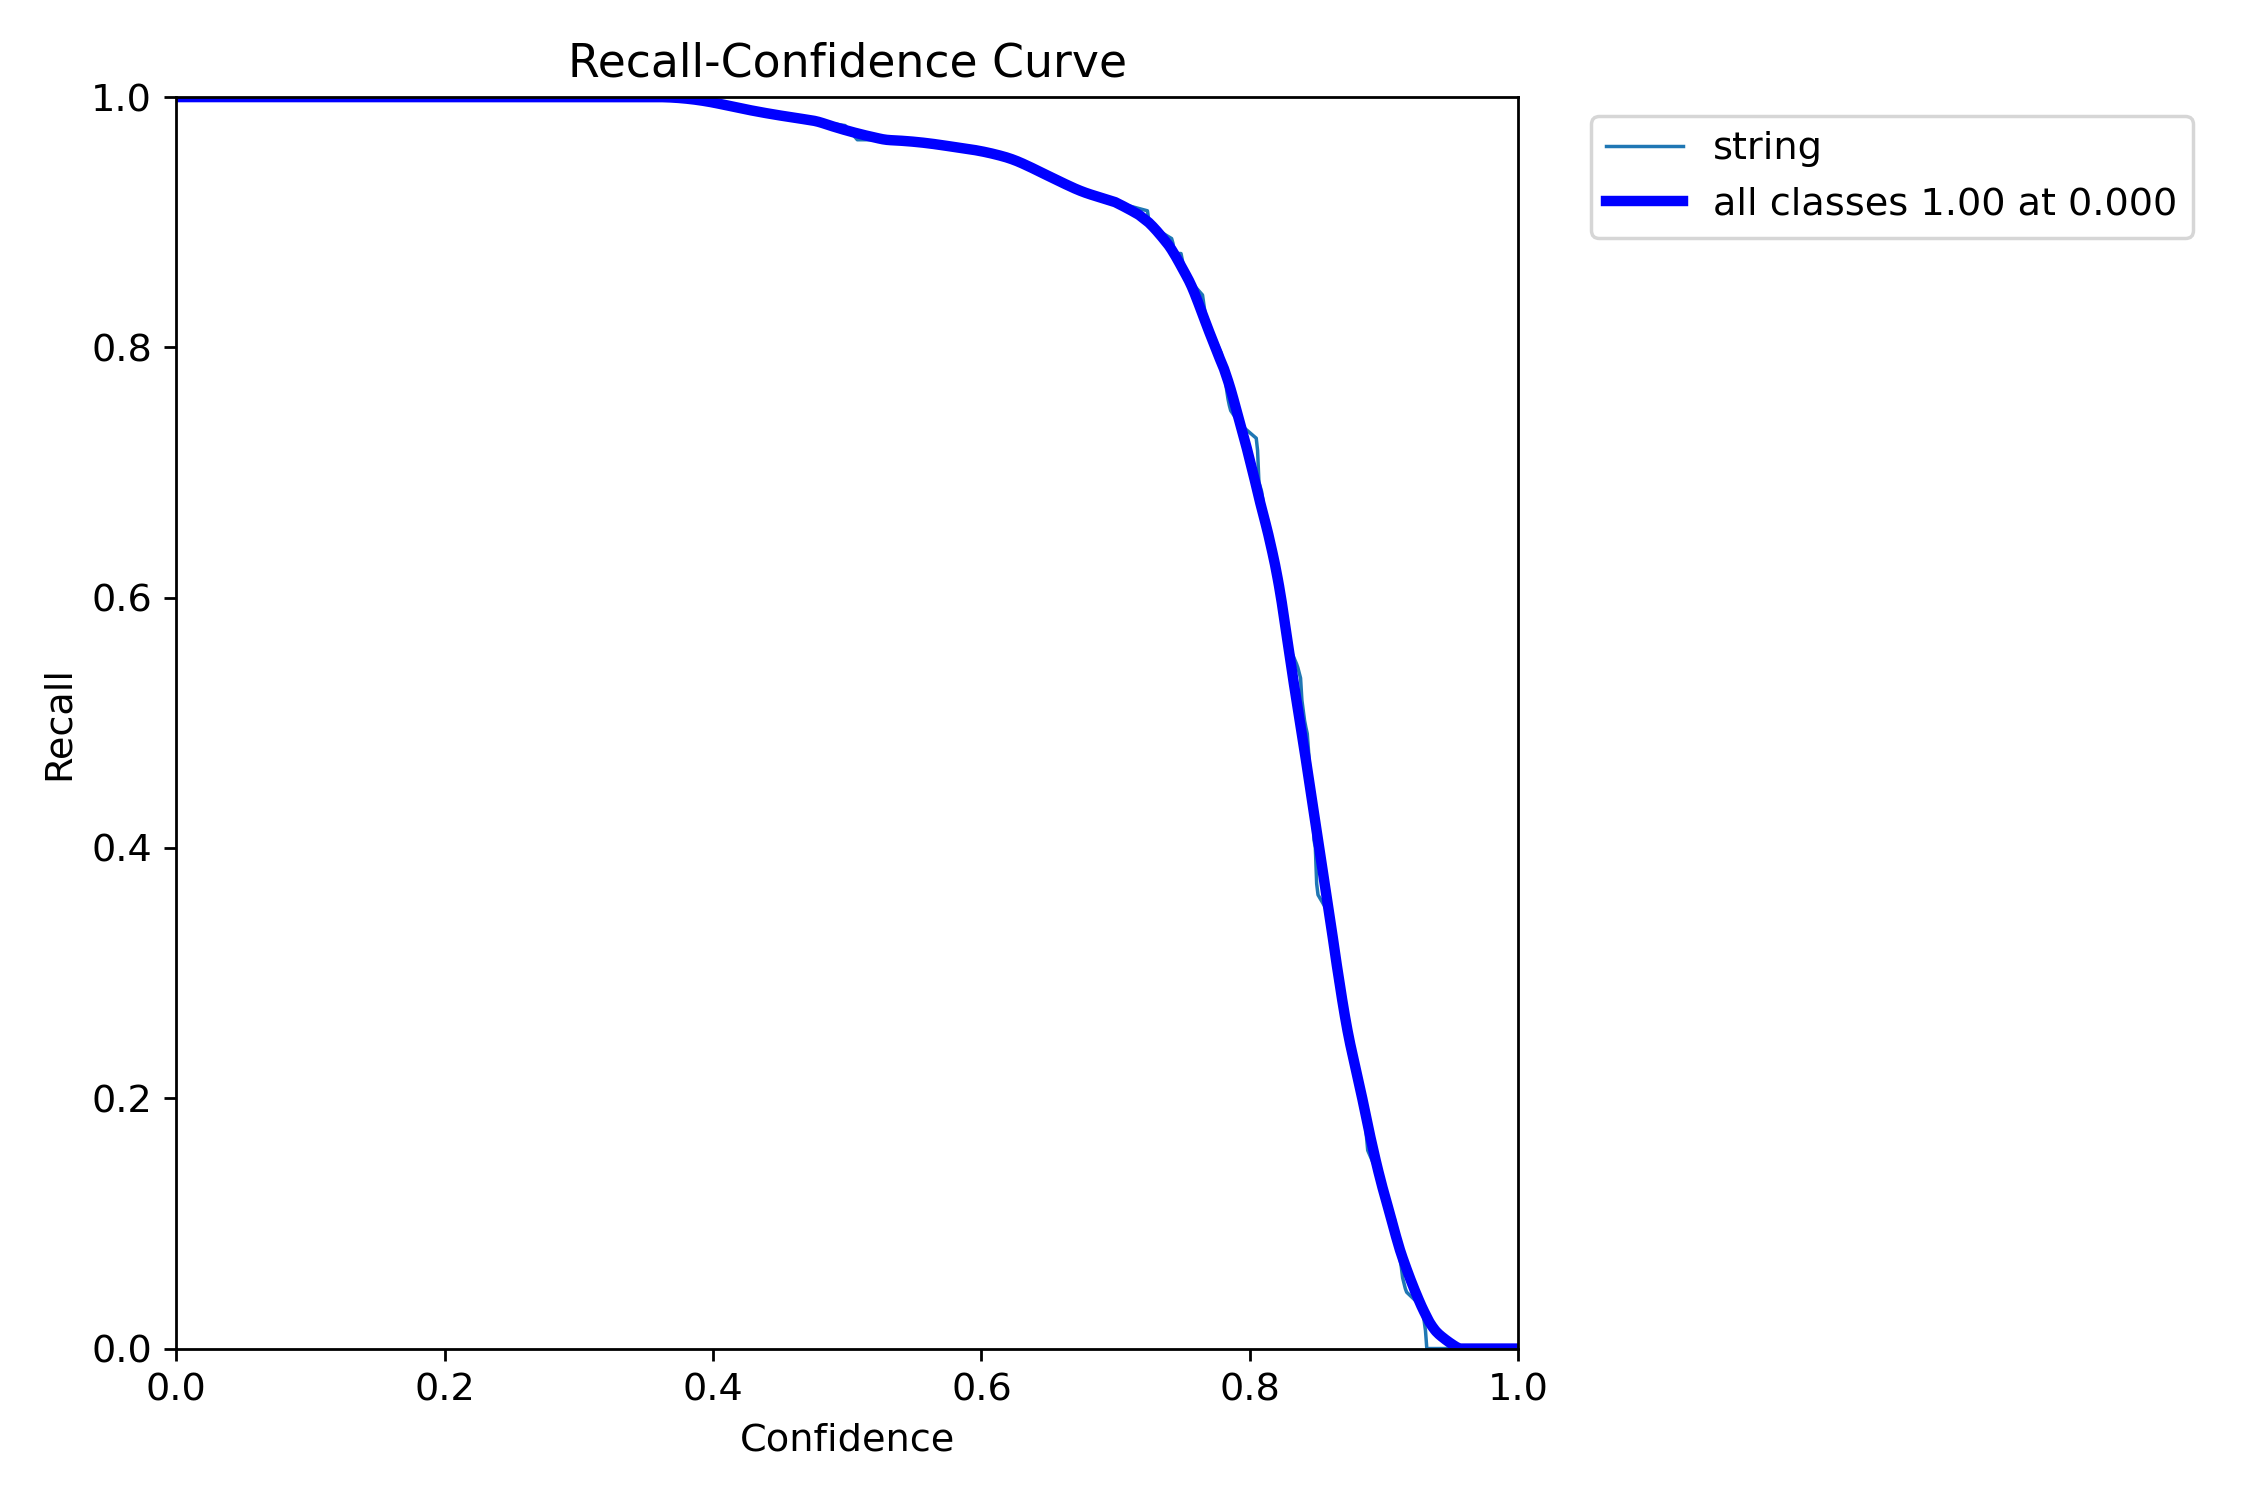 Recall-Confidence Curve
1.0
0.8
0.6
0.4
0.2
0.0
Recall
0.0 0.2 0.4 0.6 0.8 1.0
Confidence
string
all classes 1.00 at 0.000